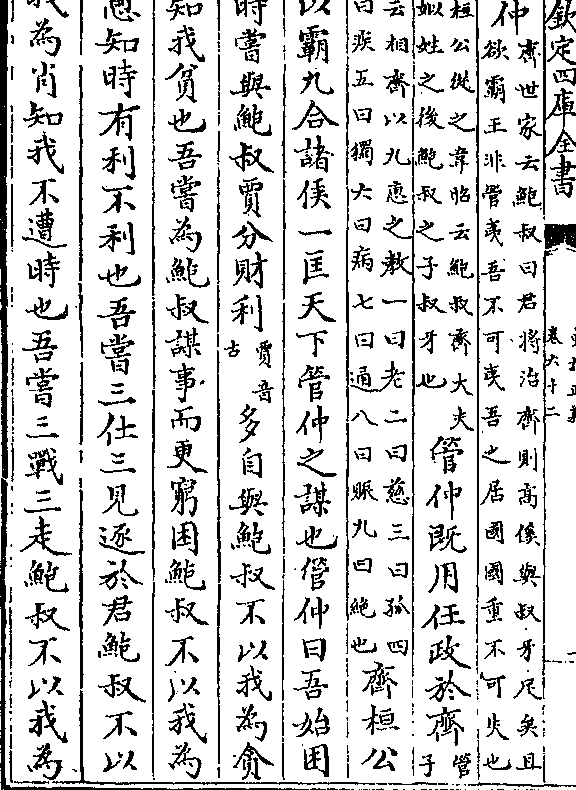 欽定四庫全書
卷六十二
仲齊世家云鮑叔曰君將治齊則高傒與叔牙足矣且
欲霸王非管夷吾不可夷吾之居國國重不可失也
桓公從之韋昭云鮑叔齊大夫
姒姓之後鮑叔之子叔牙也管仲既用任政於齊管
子
云相齊以九惠之教一曰老二曰慈三曰孤四
曰疾五曰獨六曰病七曰通八曰賑九曰絶也齊桓公
以霸九合諸侯一匡天下管仲之謀也管仲曰吾始困
時嘗與鮑叔賈分財利賈音
古多自與鮑叔不以我為貪
知我貧也吾嘗為鮑叔謀事而更窮困鮑叔不以我為
愚知時有利不利也吾嘗三仕三見逐於君鮑叔不以
我為肖知我不遭時也吾嘗三戰三走鮑叔不以我為